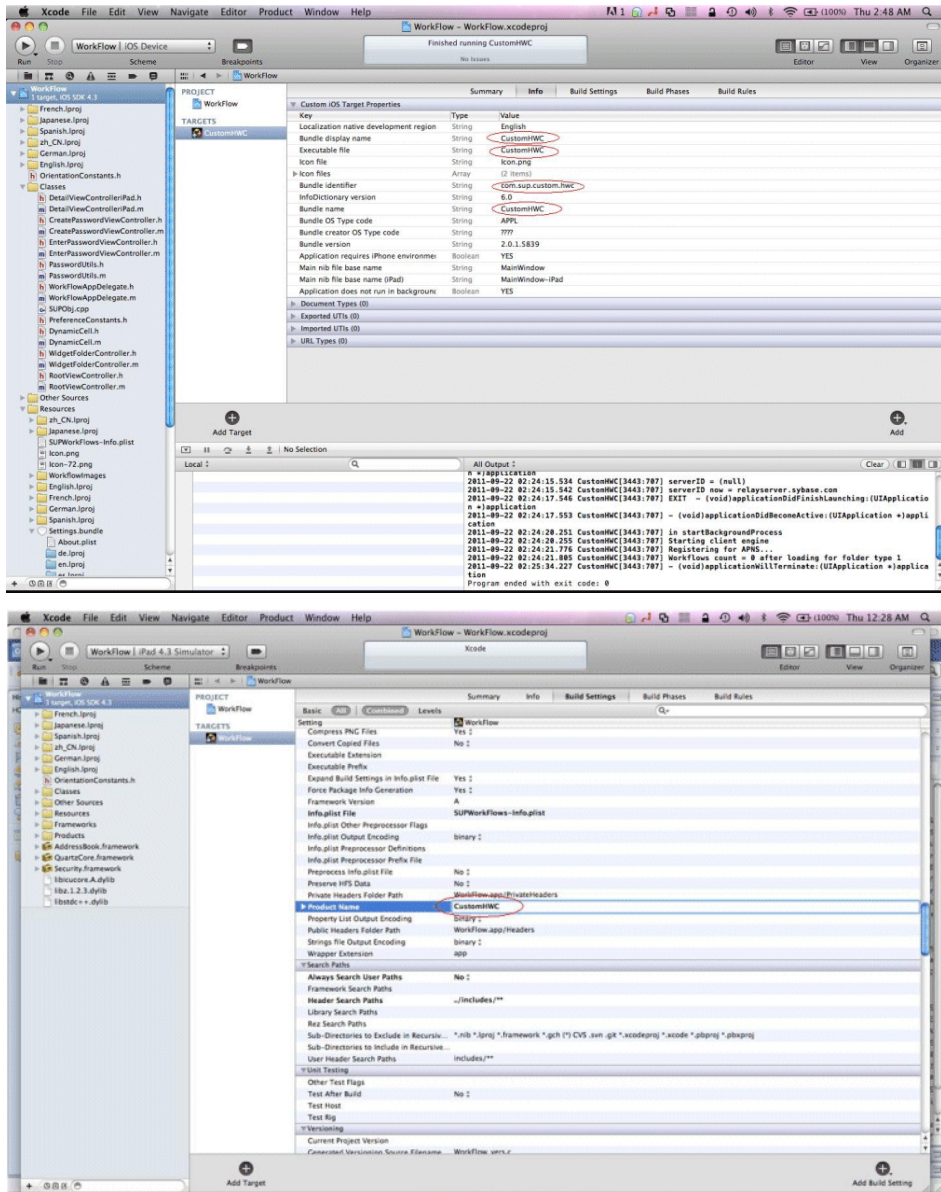 Xcode File Edit View Navigate Editor Product Window Help 1 (100%) Thu 2:48 AM
WorkFlow – WorkFlow.xcodeproj
WorkFlow | iOS Device
Finished running CustomHWC
No Issues
Run Stop Scheme Breakpoints Editor View Organizer
WorkFlow
WorkFlow
1 target, iOS SDK 4.3
French.lproj
Japanese.lproj
Spanish.lproj
zh_CN.lproj
German.lproj
English.lproj
OrientationConstants.h
Classes
DetailViewControlleriPad.h
DetailViewControlleriPad.m
CreatePasswordViewController.h
CreatePasswordViewController.m
EnterPasswordViewController.h
EnterPasswordViewController.m
PasswordUtils.h
PasswordUtils.m
WorkFlowAppDelegate.h
WorkFlowAppDelegate.m
SUPObj.cpp
PreferenceConstants.h
DynamicCell.h
DynamicCell.m
WidgetFolderController.h
WidgetFolderController.m
RootViewController.h
RootViewController.m
Other Sources
Resources
zh_CN.lproj
Japanese.lproj
SUPWorkFlows-Info.plist
Icon.png
Icon-72.png
WorkflowImages
English.lproj
French.lproj
German.lproj
Spanish.lproj
Settings.bundle
About.plist
de.lproj
en.lproj
es.lproj
PROJECT
WorkFlow
TARGETS
CustomHWC
Summary Info Build Settings Build Phases Build Rules
Custom iOS Target Properties
Key Type Value
Localization native development region String English
Bundle display name String CustomHWC
Executable file String CustomHWC
Icon file String Icon.png
Icon files Array (2 items)
Bundle identifier String com.sup.custom.hwc
InfoDictionary version String 6.0
Bundle name String CustomHWC
Bundle OS Type code String APPL
Bundle creator OS Type code String ????
Bundle version String 2.0.1.5839
Application requires iPhone environmen Boolean YES
Main nib file base name String MainWindow
Main nib file base name (iPad) String MainWindow-iPad
Application does not run in background Boolean YES
Document Types (0)
Exported UTIs (0)
Imported UTIs (0)
URL Types (0)
Add Target Add
No Selection
Local All Output Clear
n *)application
2011-09-22 02:24:15.534 CustomHWC[3443:707] serverID = (null)
2011-09-22 02:24:15.542 CustomHWC[3443:707] serverID now = relayserver.sybase.com
2011-09-22 02:24:17.546 CustomHWC[3443:707] EXIT - (void)applicationDidFinishLaunching:(UIApplicatio
n *)application
2011-09-22 02:24:17.553 CustomHWC[3443:707] - (void)applicationDidBecomeActive:(UIApplication *)appli
cation
2011-09-22 02:24:20.251 CustomHWC[3443:707] in startBackgroundProcess
2011-09-22 02:24:20.255 CustomHWC[3443:707] Starting client engine
2011-09-22 02:24:21.776 CustomHWC[3443:707] Registering for APNS...
2011-09-22 02:24:21.805 CustomHWC[3443:707] Workflows count = 0 after loading for folder type 1
2011-09-22 02:25:34.227 CustomHWC[3443:707] - (void)applicationWillTerminate:(UIApplication *)applica
tion
Program ended with exit code: 0
Xcode File Edit View Navigate Editor Product Window Help (100%) Thu 12:28 AM
WorkFlow – WorkFlow.xcodeproj
WorkFlow | iPad 4.3 Simulator
Xcode
Run Stop Scheme Breakpoints Editor View Organizer
WorkFlow
WorkFlow
1 target, iOS SDK 4.3
French.lproj
Japanese.lproj
Spanish.lproj
zh_CN.lproj
German.lproj
English.lproj
OrientationConstants.h
Classes
Other Sources
Resources
Frameworks
Products
AddressBook.framework
QuartzCore.framework
Security.framework
libicucore.A.dylib
libz.1.2.3.dylib
libstdc++.dylib
PROJECT
WorkFlow
TARGETS
WorkFlow
Summary Info Build Settings Build Phases Build Rules
Basic All Combined Levels
Setting WorkFlow
Compress PNG Files Yes
Convert Copied Files No
Executable Extension
Executable Prefix
Expand Build Settings in Info.plist File Yes
Force Package Info Generation Yes
Framework Version A
Info.plist File SUPWorkFlows-Info.plist
Info.plist Other Preprocessor Flags
Info.plist Output Encoding binary
Info.plist Preprocessor Definitions
Info.plist Preprocessor Prefix File
Preprocess Info.plist File No
Preserve HFS Data No
Private Headers Folder Path WorkFlow.app/PrivateHeaders
Product Name CustomHWC
Property List Output Encoding binary
Public Headers Folder Path WorkFlow.app/Headers
Strings file Output Encoding binary
Wrapper Extension app
Search Paths
Always Search User Paths No
Framework Search Paths
Header Search Paths ../includes/**
Library Search Paths
Rez Search Paths
Sub-Directories to Exclude in Recursiv... *.nib *.lproj *.framework *.gch (*) CVS .svn .git *.xcodeproj *.xcode *.pbproj *.pbxproj
Sub-Directories to Include in Recursive...
User Header Search Paths includes/**
Unit Testing
Other Test Flags
Test After Build No
Test Host
Test Rig
Versioning
Current Project Version
Generated Versioning Source Filename WorkFlow_vers.c
Add Target Add Build Setting